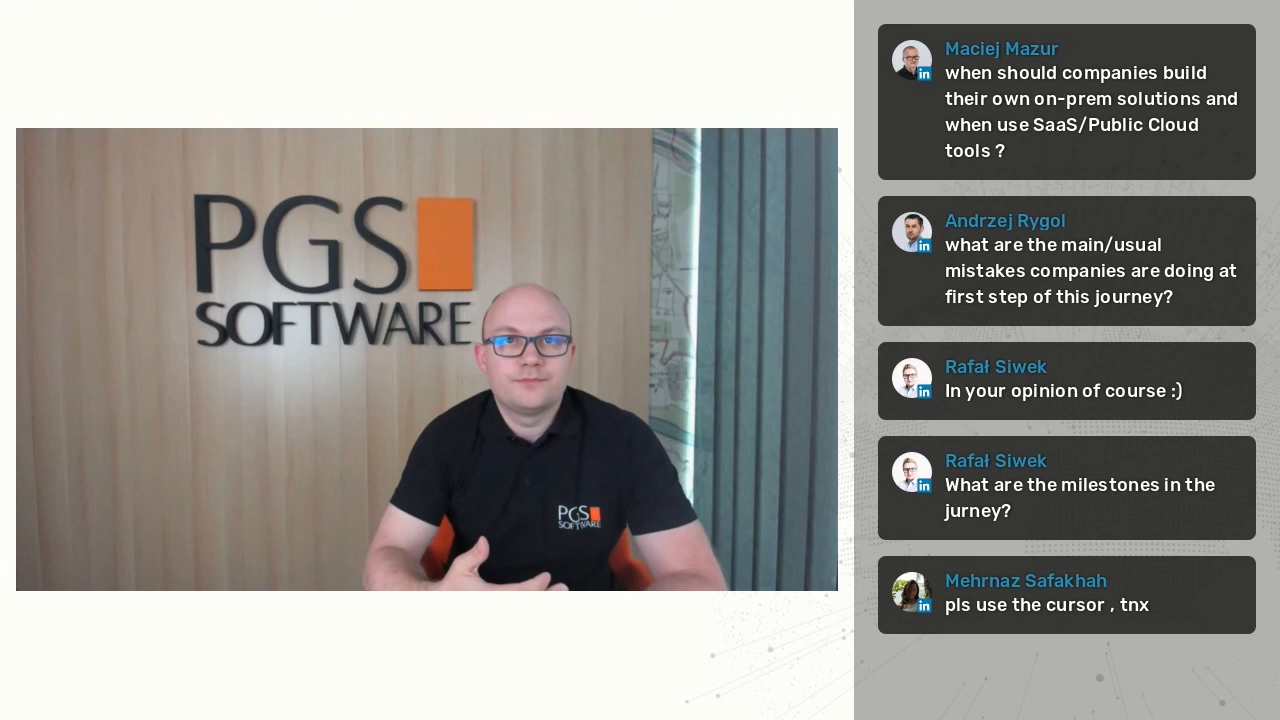 PGS
SOFTWARE
PGS
SOFTWARE
Maciej Mazur
when should companies build
their own on-prem solutions and
when use SaaS/Public Cloud
tools ?
Andrzej Rygol
what are the main/usual
mistakes companies are doing at
first step of this journey?
Rafał Siwek
In your opinion of course :)
Rafał Siwek
What are the milestones in the
jurney?
Mehrnaz Safakhah
pls use the cursor , tnx